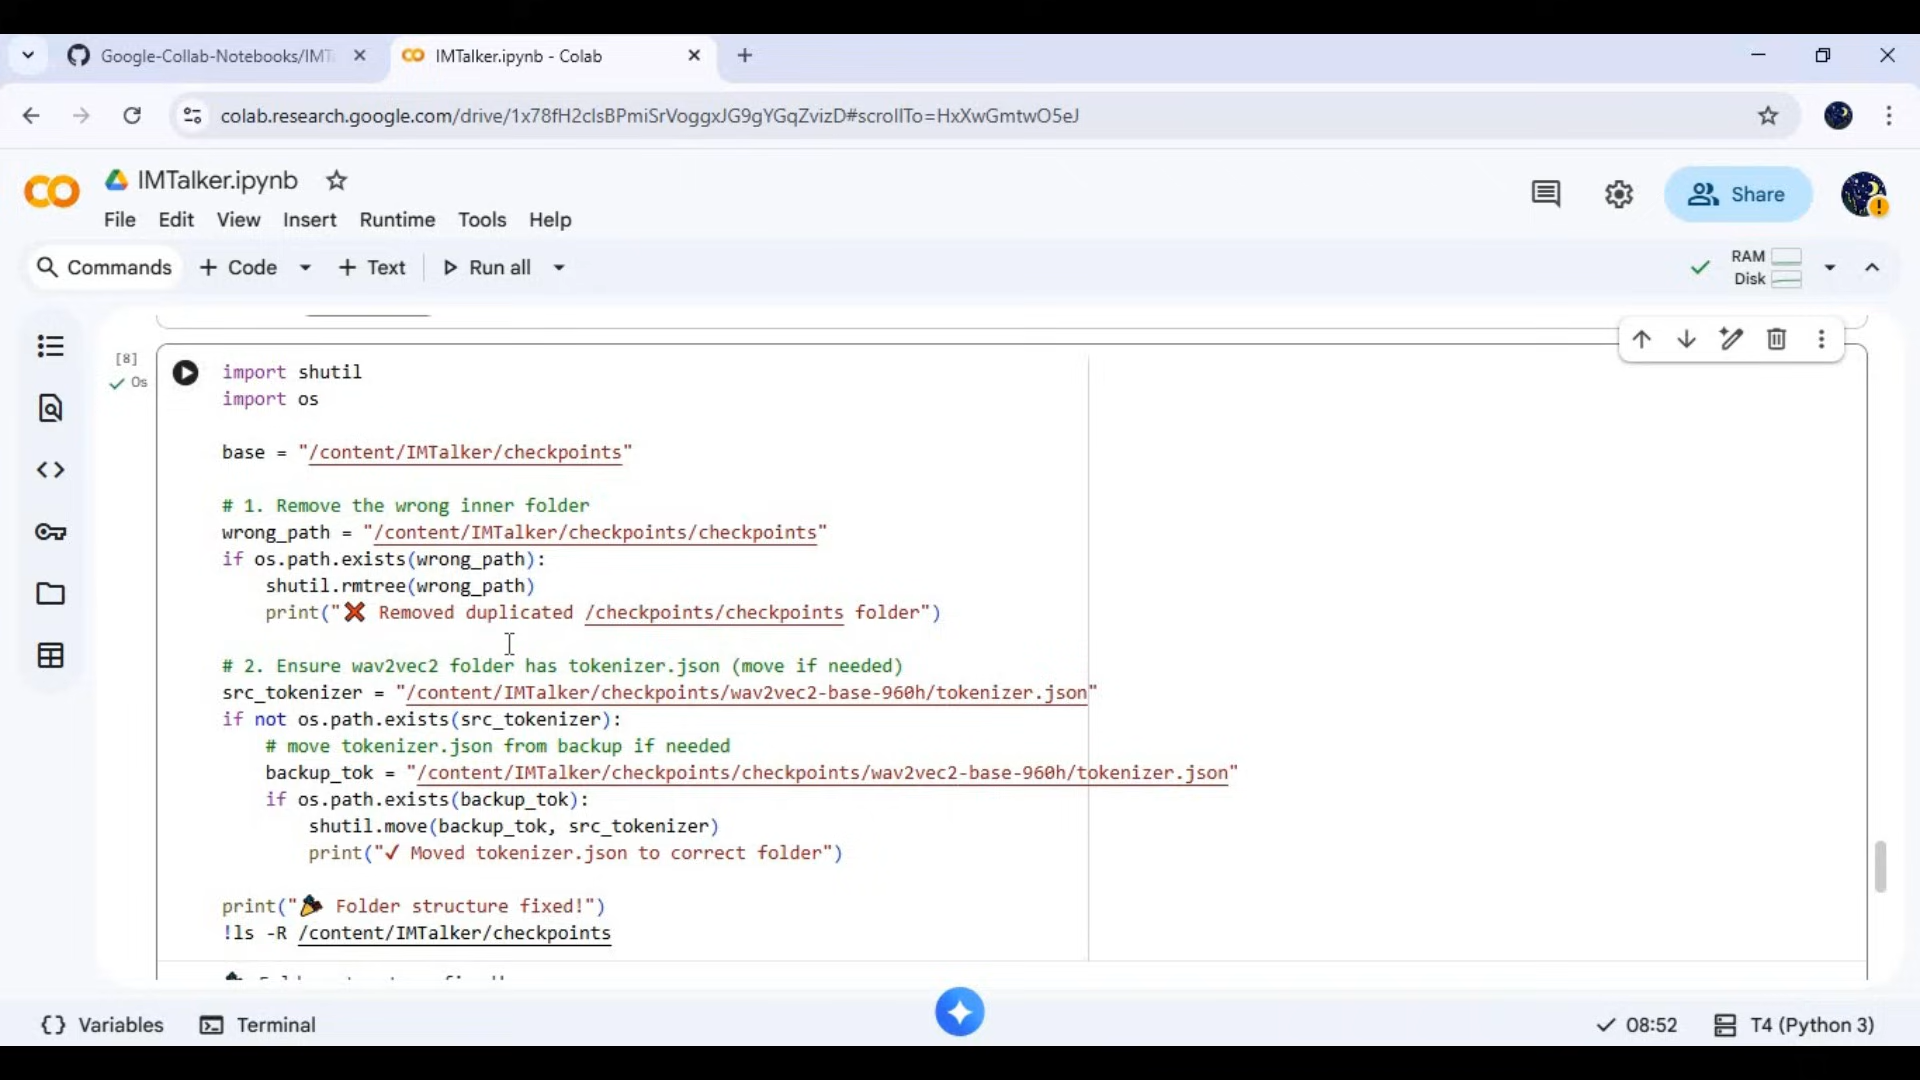 Google-Collab-Notebooks/IMT
IMTalker.ipynb - Colab
colab.research.google.com/drive/1x78fH2clsBPmiSrVoggxJG9gYGqZvizD#scrollTo=HxXwGmtwO5eJ
IMTalker.ipynb
File Edit View Insert Runtime Tools Help
Share
Commands + Code + Text Run all
RAM
Disk
[8]
0s
import shutil
import os
base = "/content/IMTalker/checkpoints"
# 1. Remove the wrong inner folder
wrong_path = "/content/IMTalker/checkpoints/checkpoints"
if os.path.exists(wrong_path):
    shutil.rmtree(wrong_path)
    print("❌ Removed duplicated /checkpoints/checkpoints folder")
# 2. Ensure wav2vec2 folder has tokenizer.json (move if needed)
src_tokenizer = "/content/IMTalker/checkpoints/wav2vec2-base-960h/tokenizer.json"
if not os.path.exists(src_tokenizer):
    # move tokenizer.json from backup if needed
    backup_tok = "/content/IMTalker/checkpoints/checkpoints/wav2vec2-base-960h/tokenizer.json"
    if os.path.exists(backup_tok):
        shutil.move(backup_tok, src_tokenizer)
        print("✔ Moved tokenizer.json to correct folder")
print("🎉 Folder structure fixed!")
!ls -R /content/IMTalker/checkpoints
Variables Terminal
08:52 T4 (Python 3)